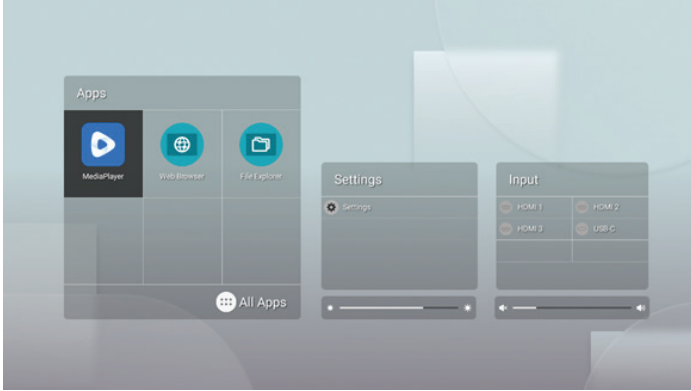 Apps
MediaPlayer
Web Browser
File Explorer
All Apps
Settings
Settings
Input
HDMI 1
HDMI 2
HDMI 3
USB-C